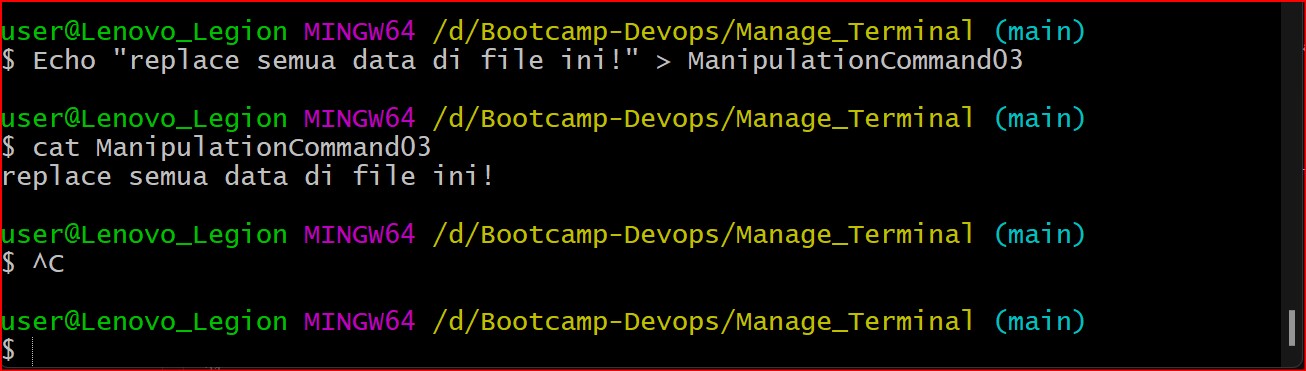 user@Lenovo_Legion MINGW64 /d/Bootcamp-Devops/Manage_Terminal (main)
$ Echo "replace semua data di file ini!" > ManipulationCommand03
user@Lenovo_Legion MINGW64 /d/Bootcamp-Devops/Manage_Terminal (main)
$ cat ManipulationCommand03
replace semua data di file ini!
user@Lenovo_Legion MINGW64 /d/Bootcamp-Devops/Manage_Terminal (main)
$ ^C
user@Lenovo_Legion MINGW64 /d/Bootcamp-Devops/Manage_Terminal (main)
$